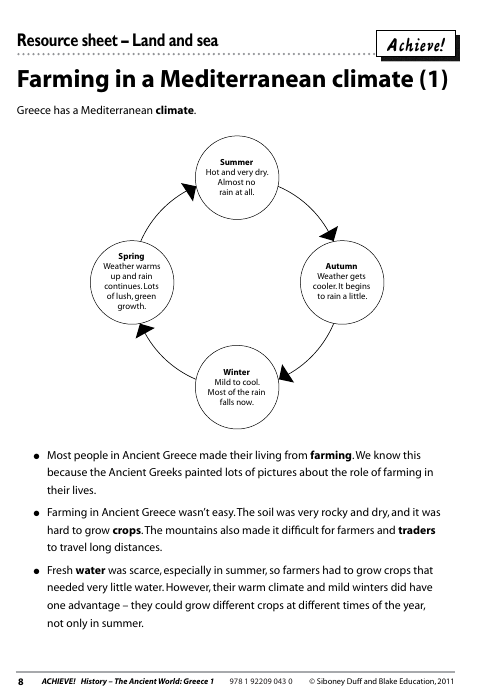 Resource sheet – Land and sea
Achieve!
Farming in a Mediterranean climate (1)
Greece has a Mediterranean climate.
Summer
Hot and very dry.
Almost no
rain at all.
Spring
Weather warms
up and rain
continues. Lots
of lush, green
growth.
Autumn
Weather gets
cooler. It begins
to rain a little.
Winter
Mild to cool.
Most of the rain
falls now.
● Most people in Ancient Greece made their living from farming. We know this
because the Ancient Greeks painted lots of pictures about the role of farming in
their lives.
● Farming in Ancient Greece wasn't easy. The soil was very rocky and dry, and it was
hard to grow crops. The mountains also made it difficult for farmers and traders
to travel long distances.
● Fresh water was scarce, especially in summer, so farmers had to grow crops that
needed very little water. However, their warm climate and mild winters did have
one advantage – they could grow different crops at different times of the year,
not only in summer.
8 ACHIEVE! History – The Ancient World: Greece 1 978 1 92209 043 0 © Siboney Duff and Blake Education, 2011